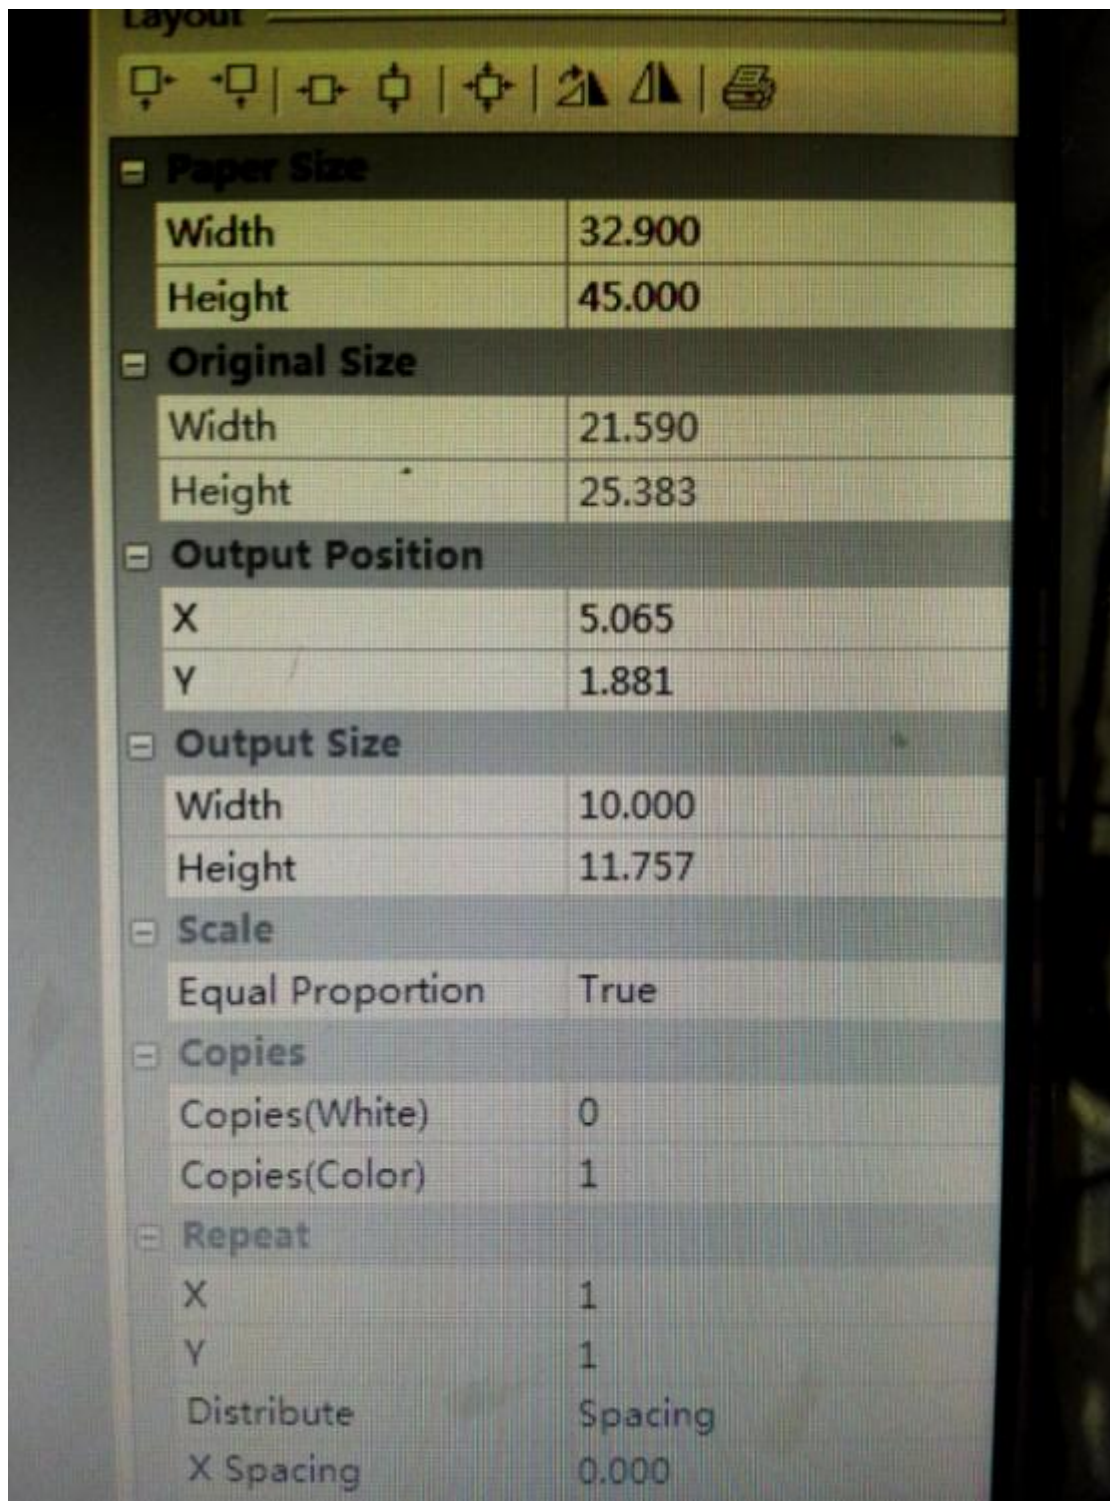 Layout
Paper Size
Width 32.900
Height 45.000
Original Size
Width 21.590
Height 25.383
Output Position
X 5.065
Y 1.881
Output Size
Width 10.000
Height 11.757
Scale
Equal Proportion True
Copies
Copies(White) 0
Copies(Color) 1
Repeat
X 1
Y 1
Distribute Spacing
X Spacing 0.000